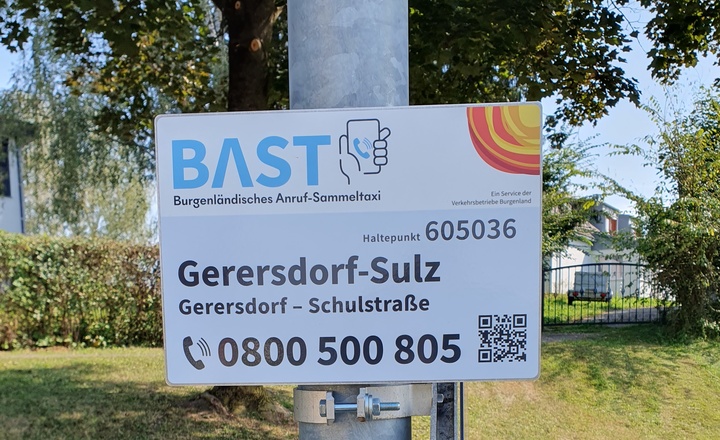 BAST
Burgenländisches Anruf-Sammeltaxi
Ein Service der
Verkehrsbetriebe Burgenland
Haltepunkt 605036
Gerersdorf-Sulz
Gerersdorf – Schulstraße
0800 500 805